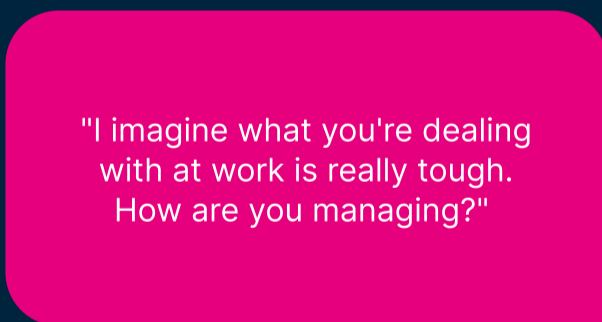 "I imagine what you're dealing
with at work is really tough.
How are you managing?"